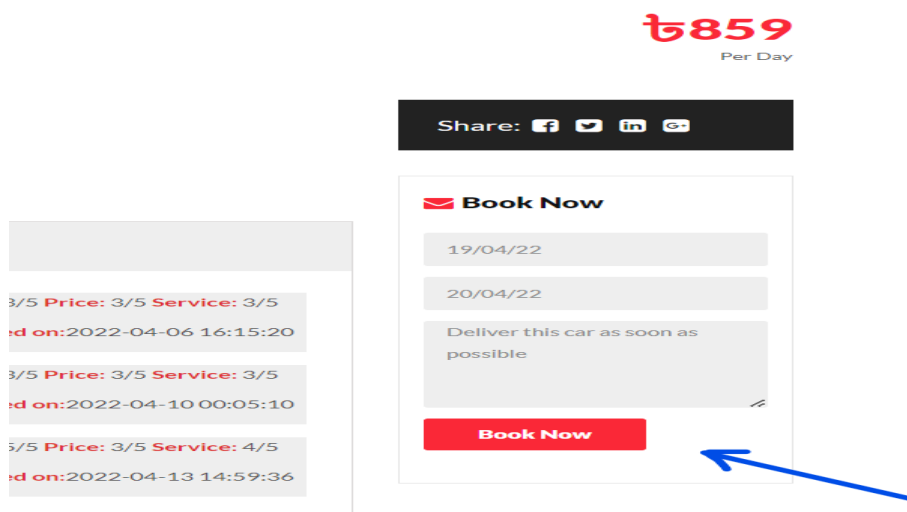 ৳859
Per Day
Share:
Book Now
19/04/22
20/04/22
Deliver this car as soon as
possible
Book Now
3/5 Price: 3/5 Service: 3/5
ed on:2022-04-06 16:15:20
3/5 Price: 3/5 Service: 3/5
ed on:2022-04-10 00:05:10
5/5 Price: 3/5 Service: 4/5
ed on:2022-04-13 14:59:36